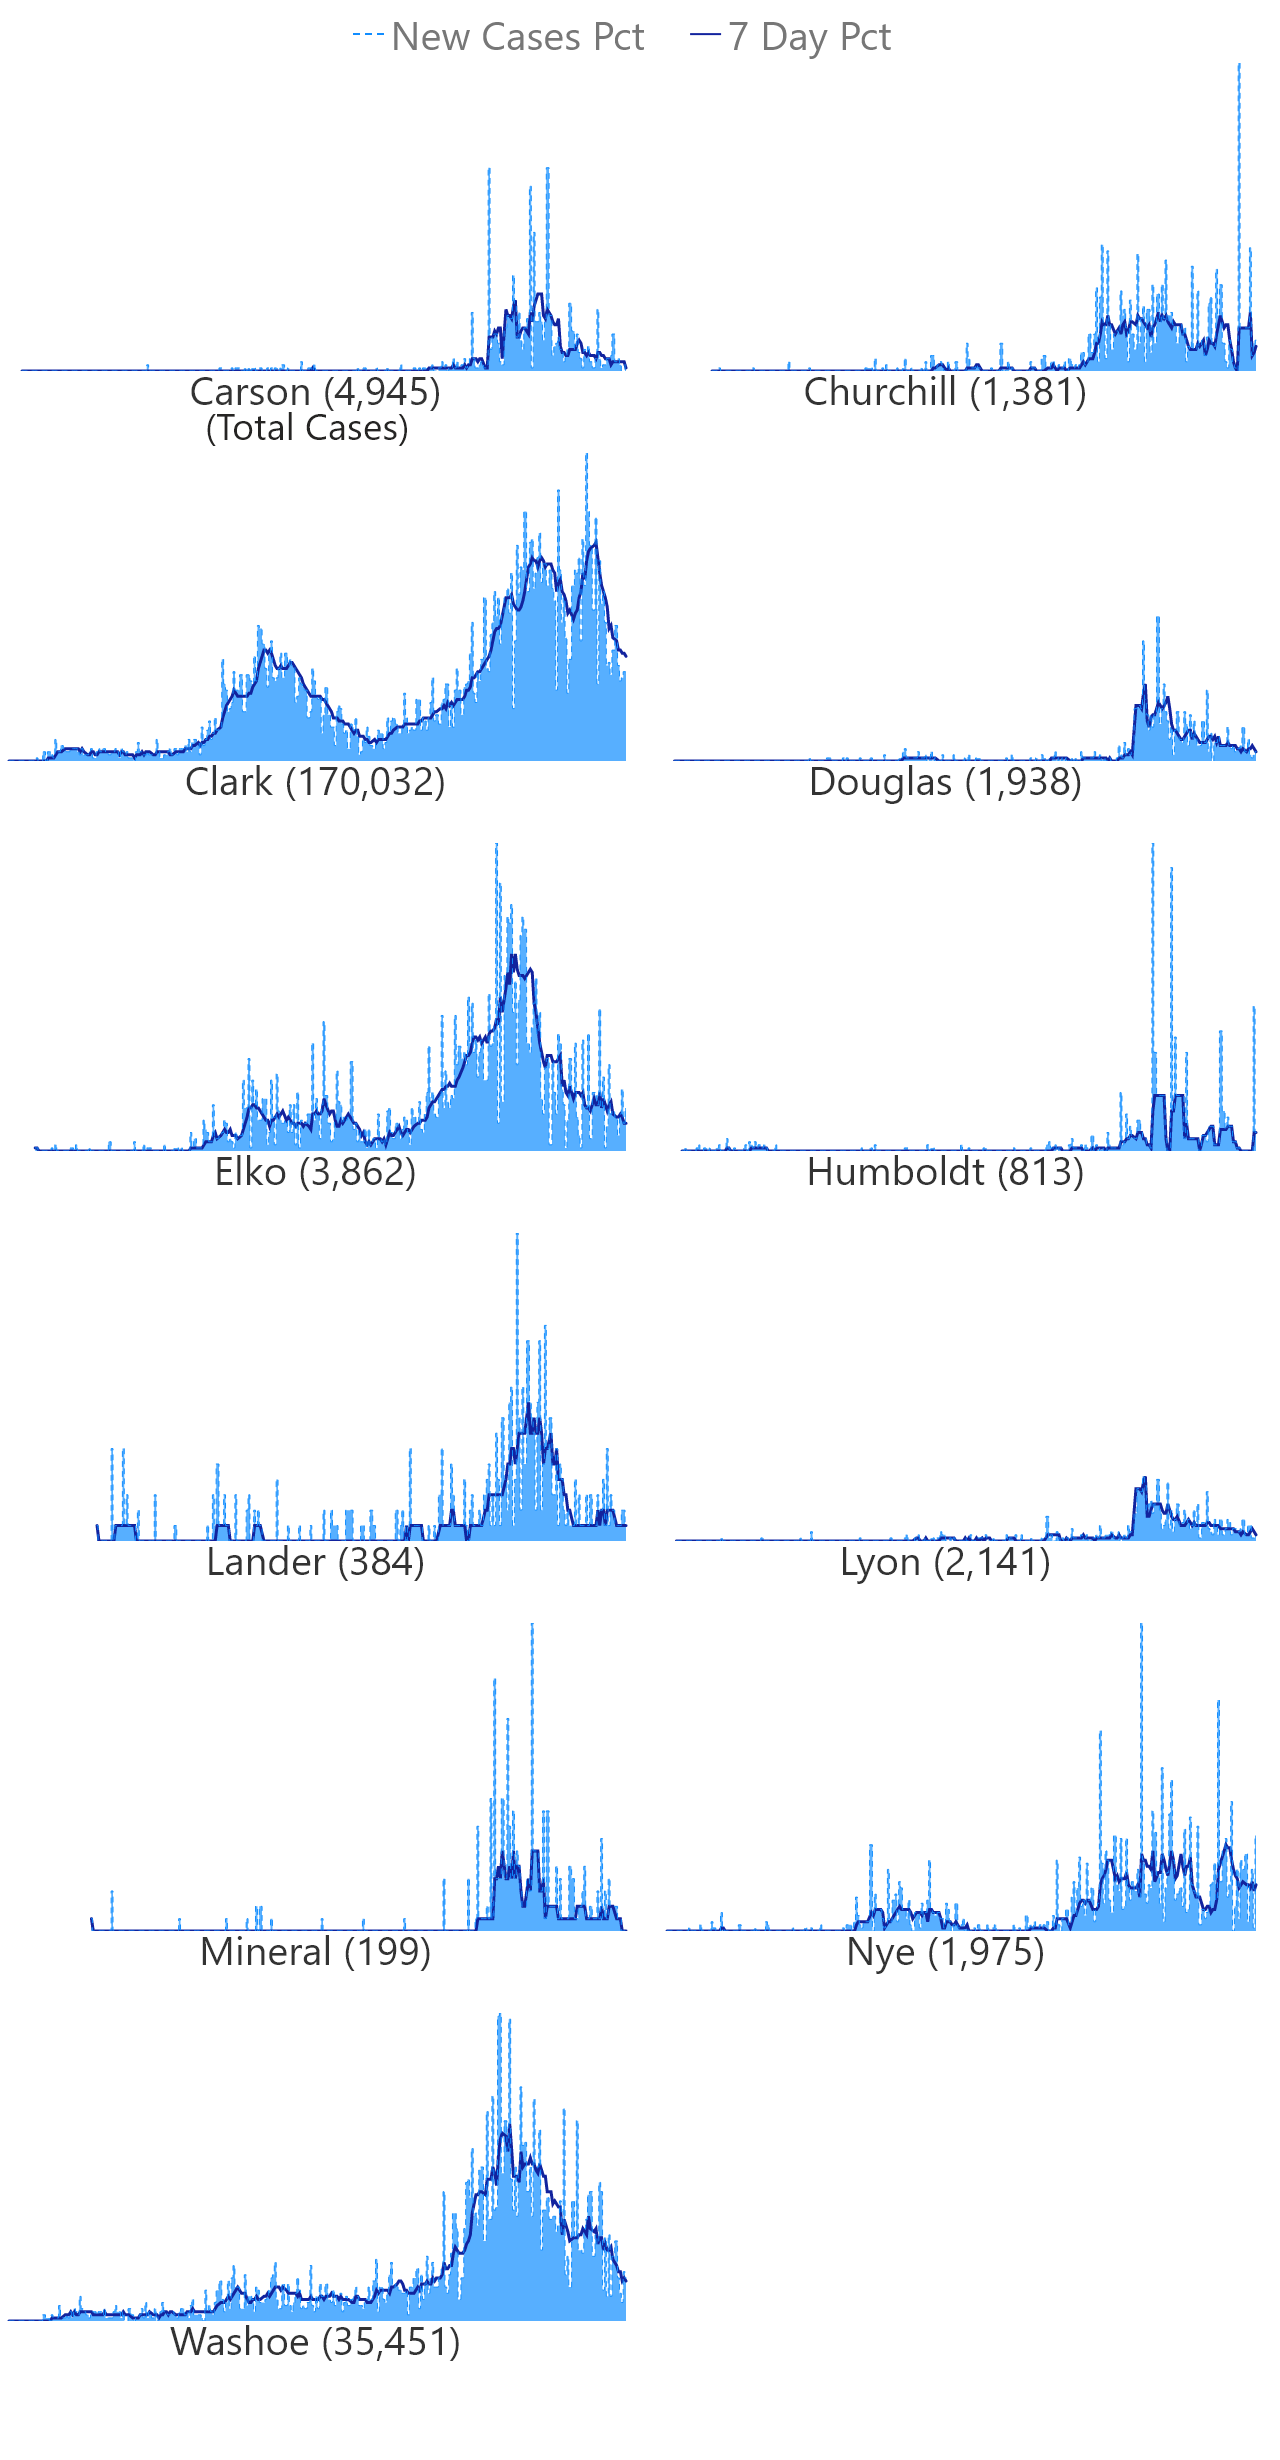 New Cases Pct 7 Day Pct
Carson (4,945) Churchill (1,381)
(Total Cases)
Clark (170,032) Douglas (1,938)
Elko (3,862) Humboldt (813)
Lander (384) Lyon (2,141)
Mineral (199) Nye (1,975)
Washoe (35,451)